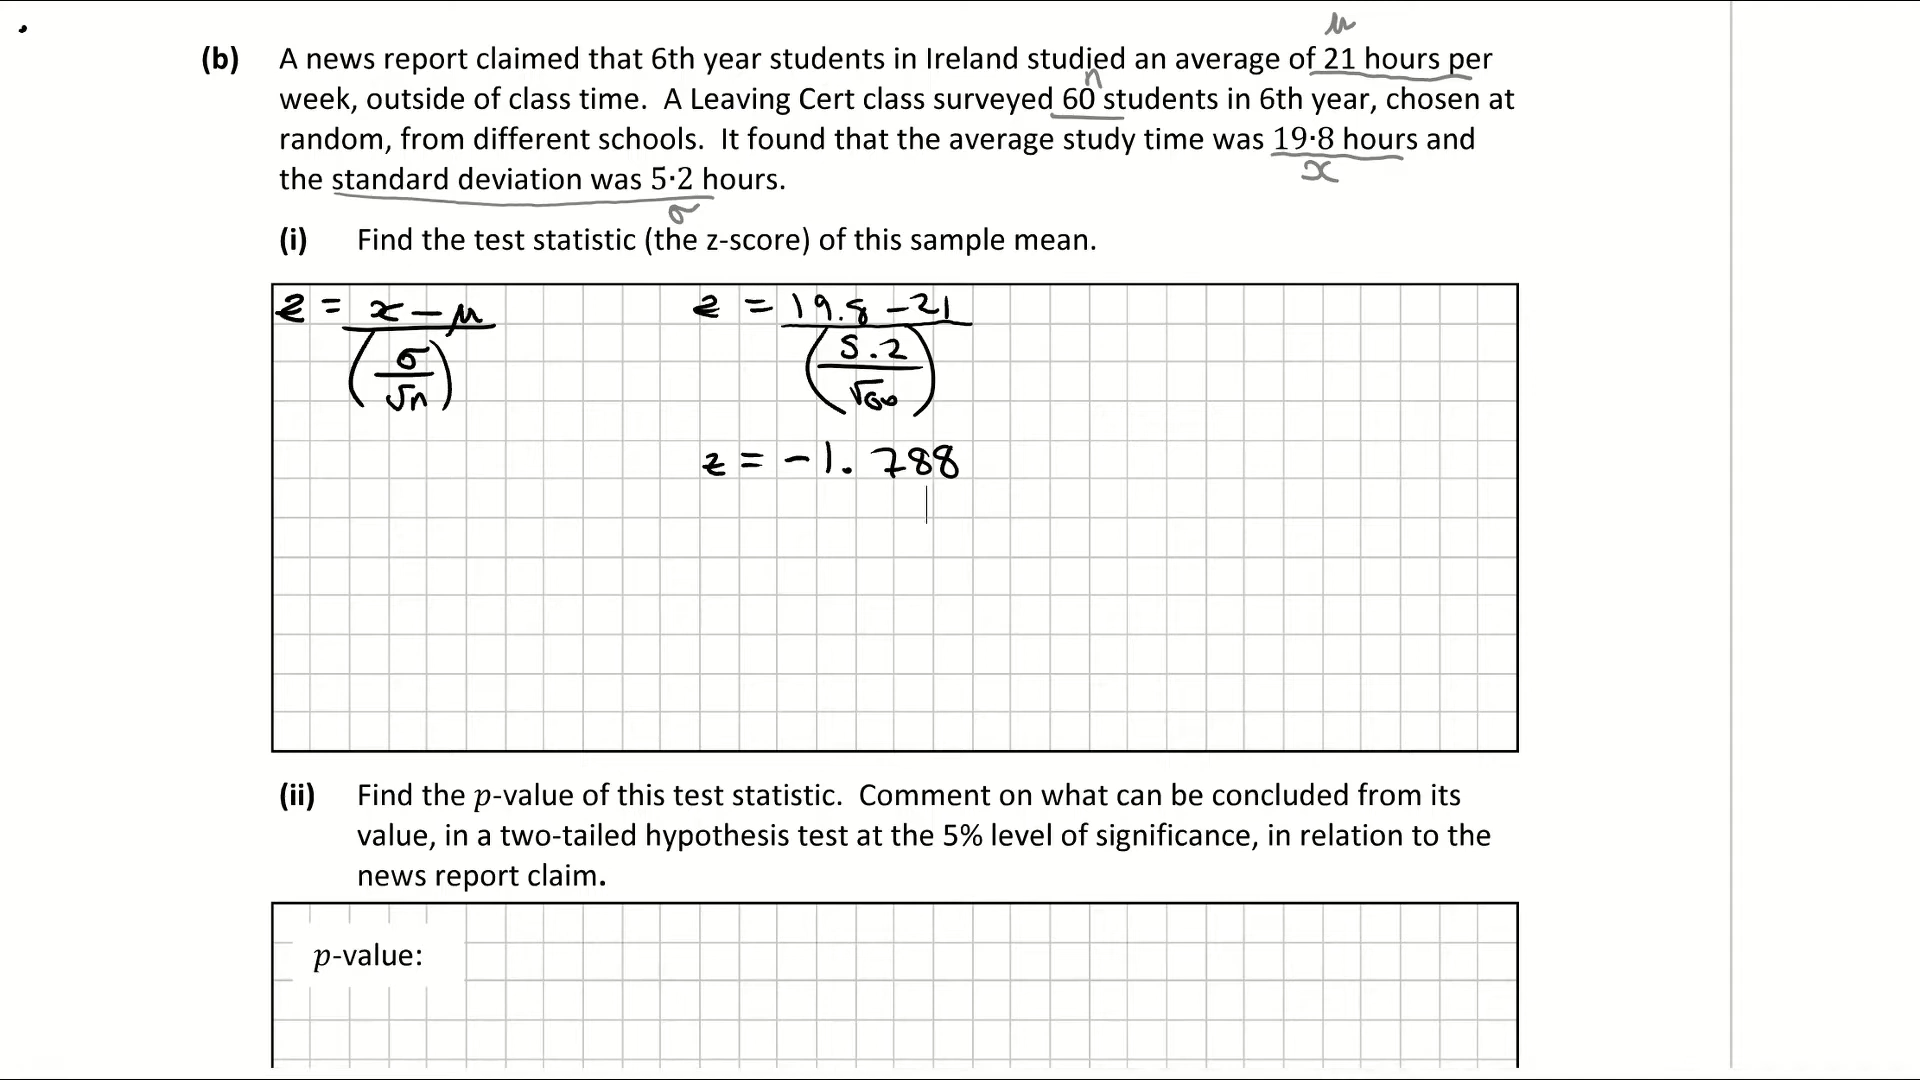 μ
(b) A news report claimed that 6th year students in Ireland studied an average of 21 hours per
n
week, outside of class time. A Leaving Cert class surveyed 60 students in 6th year, chosen at
random, from different schools. It found that the average study time was 19·8 hours and
x
the standard deviation was 5·2 hours.
σ
(i) Find the test statistic (the z-score) of this sample mean.
z = x - μ z = 19.8 - 21
(σ/√n) (5.2/√60)
z = -1.788
(ii) Find the p-value of this test statistic. Comment on what can be concluded from its
value, in a two-tailed hypothesis test at the 5% level of significance, in relation to the
news report claim.
p-value: